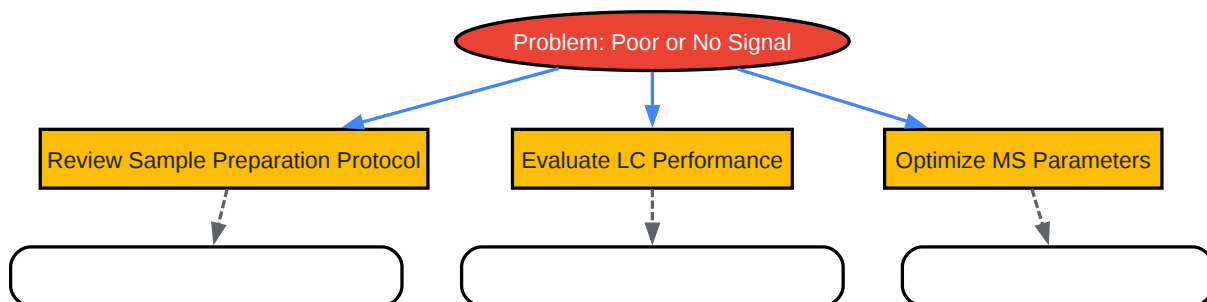 Problem: Poor or No Signal
Review Sample Preparation Protocol
Evaluate LC Performance
Optimize MS Parameters